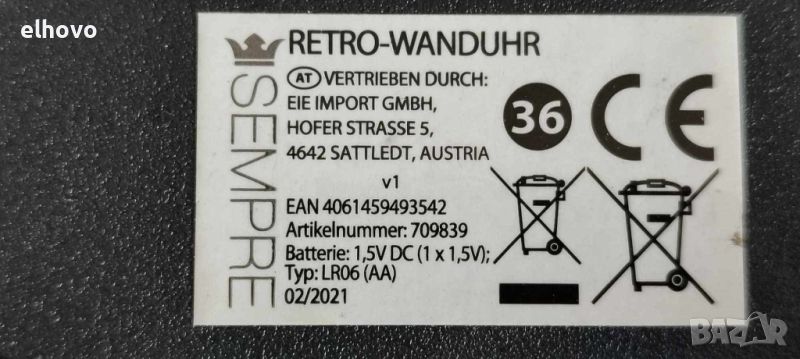 elhovo
RETRO-WANDUHR
SEMPRE
AT VERTRIEBEN DURCH:
EIE IMPORT GMBH,
HOFER STRASSE 5,
4642 SATTLEDT, AUSTRIA
36
CE
v1
EAN 4061459493542
Artikelnummer: 709839
Batterie: 1,5V DC (1 x 1,5V);
Typ: LR06 (AA)
02/2021
BAZAR